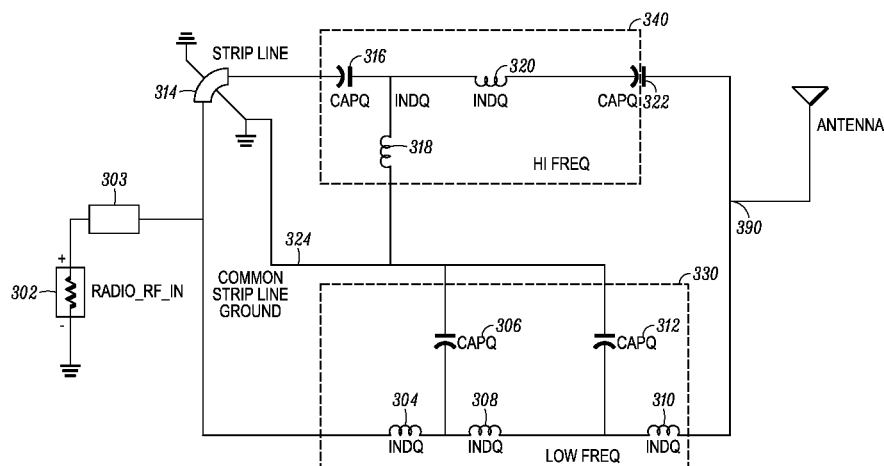 340
STRIP LINE
316
320
314
CAPQ
INDQ
INDQ
CAPQ
322
ANTENNA
318
HI FREQ
303
390
324
330
+
302
RADIO_RF_IN
-
COMMON
STRIP LINE
GROUND
306
CAPQ
312
CAPQ
304
308
310
INDQ
INDQ
INDQ
LOW FREQ